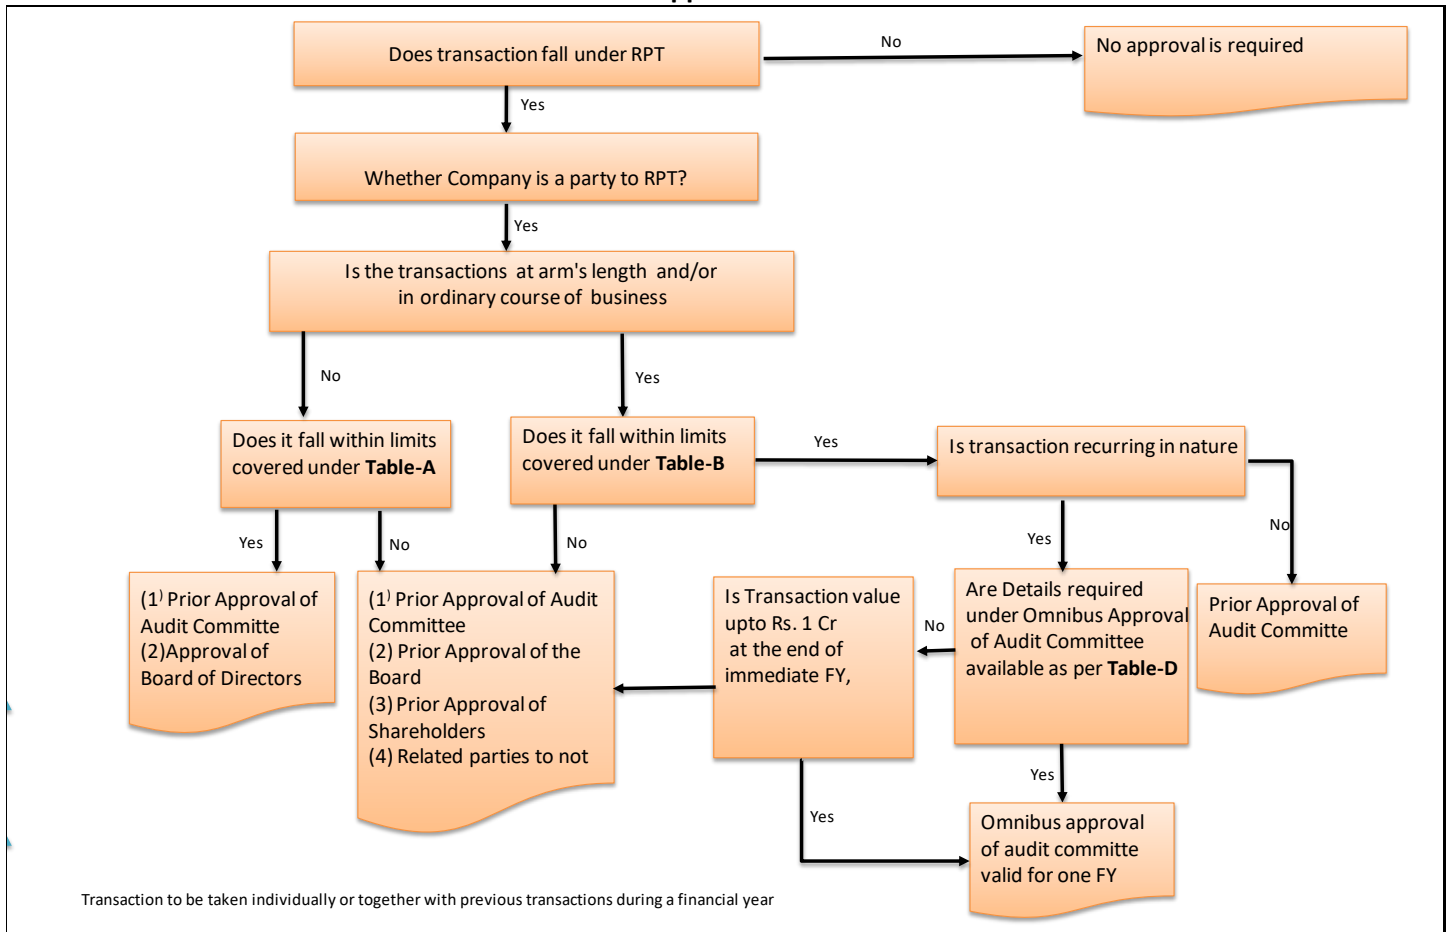 Does transaction fall under RPT
No
No approval is required
Yes
Whether Company is a party to RPT?
Yes
Is the transactions at arm's length and/or
in ordinary course of business
No
Yes
Does it fall within limits
covered under Table-A
Does it fall within limits
covered under Table-B
Yes
Is transaction recurring in nature
Yes
No
No
Yes
No
(1) Prior Approval of
Audit Committe
(2)Approval of
Board of Directors
(1) Prior Approval of Audit
Committee
(2) Prior Approval of the
Board
(3) Prior Approval of
Shareholders
(4) Related parties to not
Is Transaction value
upto Rs. 1 Cr
at the end of
immediate FY,
No
Are Details required
under Omnibus Approval
of Audit Committee
available as per Table-D
Prior Approval of
Audit Committe
Yes
Yes
Omnibus approval
of audit committe
valid for one FY
Transaction to be taken individually or together with previous transactions during a financial year